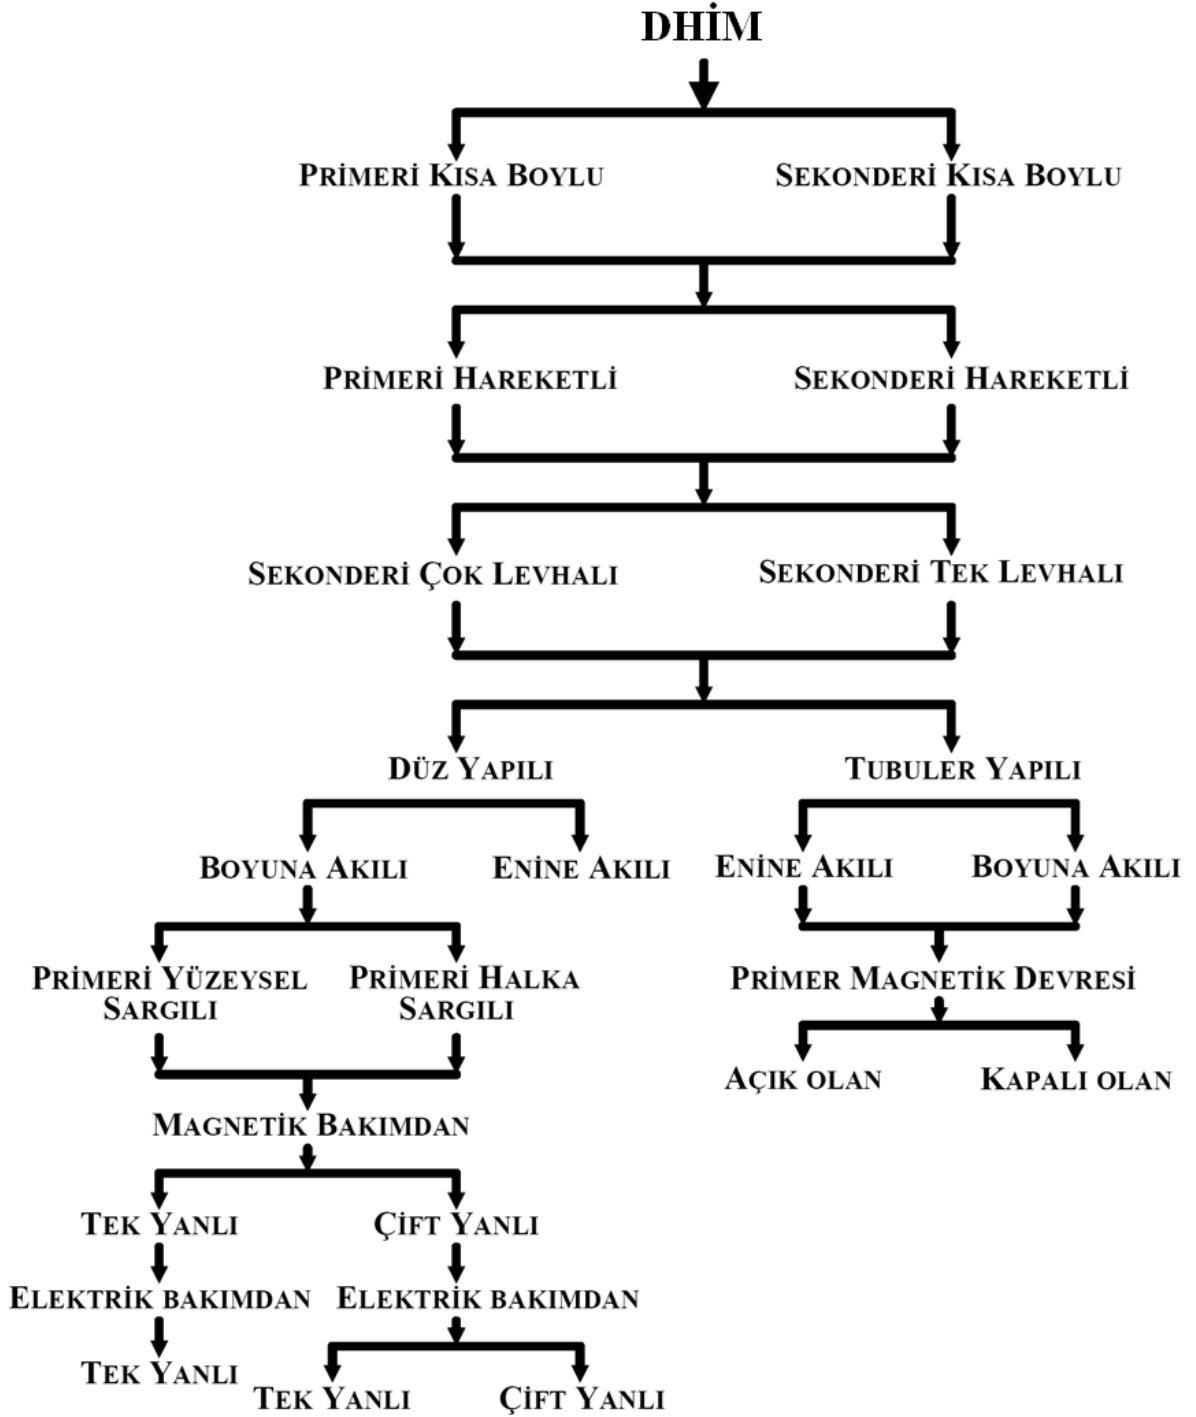 DHİM
PRİMERİ KISA BOYLU
SEKONDERİ KISA BOYLU
PRİMERİ HAREKETLİ
SEKONDERİ HAREKETLİ
SEKONDERİ ÇOK LEVHALI
SEKONDERİ TEK LEVHALI
DÜZ YAPILI
TUBULER YAPILI
BOYUNA AKILI
ENİNE AKILI
ENİNE AKILI
BOYUNA AKILI
PRİMERİ YÜZEYSEL
SARGILI
PRİMERİ HALKA
SARGILI
PRİMER MAGNETİK DEVRESİ
AÇIK OLAN
KAPALI OLAN
MAGNETİK BAKIMDAN
TEK YANLI
ÇİFT YANLI
ELEKTRİK BAKIMDAN
ELEKTRİK BAKIMDAN
TEK YANLI
TEK YANLI
ÇİFT YANLI